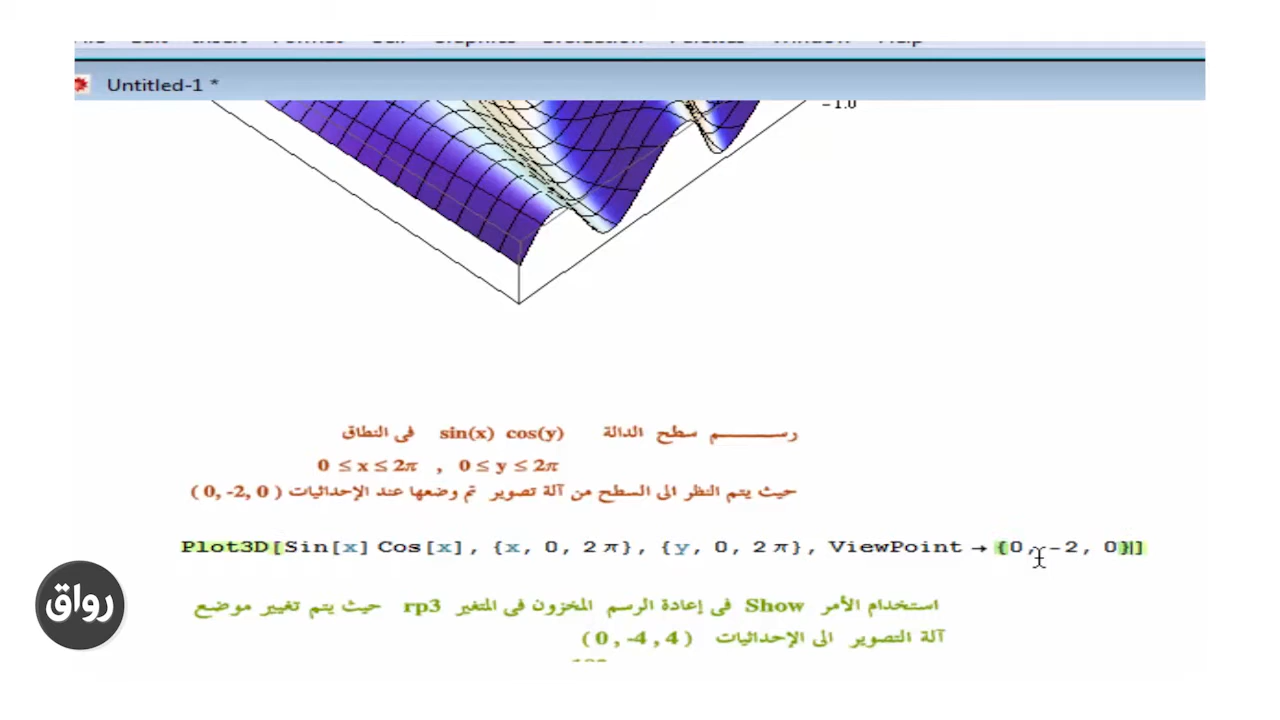 Untitled-1 *
-1.0
رســـــم سطح الدالة sin(x) cos(y) فى النطاق
0 ≤ x ≤ 2π , 0 ≤ y ≤ 2π
حيث يتم النظر الى السطح من آلة تصوير تم وضعها عند الإحداثيات ( 0, -2, 0 )
Plot3D[Sin[x] Cos[x], {x, 0, 2 π}, {y, 0, 2 π}, ViewPoint → {0, -2, 0}]
استخدام الأمر Show فى إعادة الرسم المخزون فى المتغير rp3 حيث يتم تغيير موضع
آلة التصوير الى الإحداثيات ( 0 , -4 , 4 )
رواق